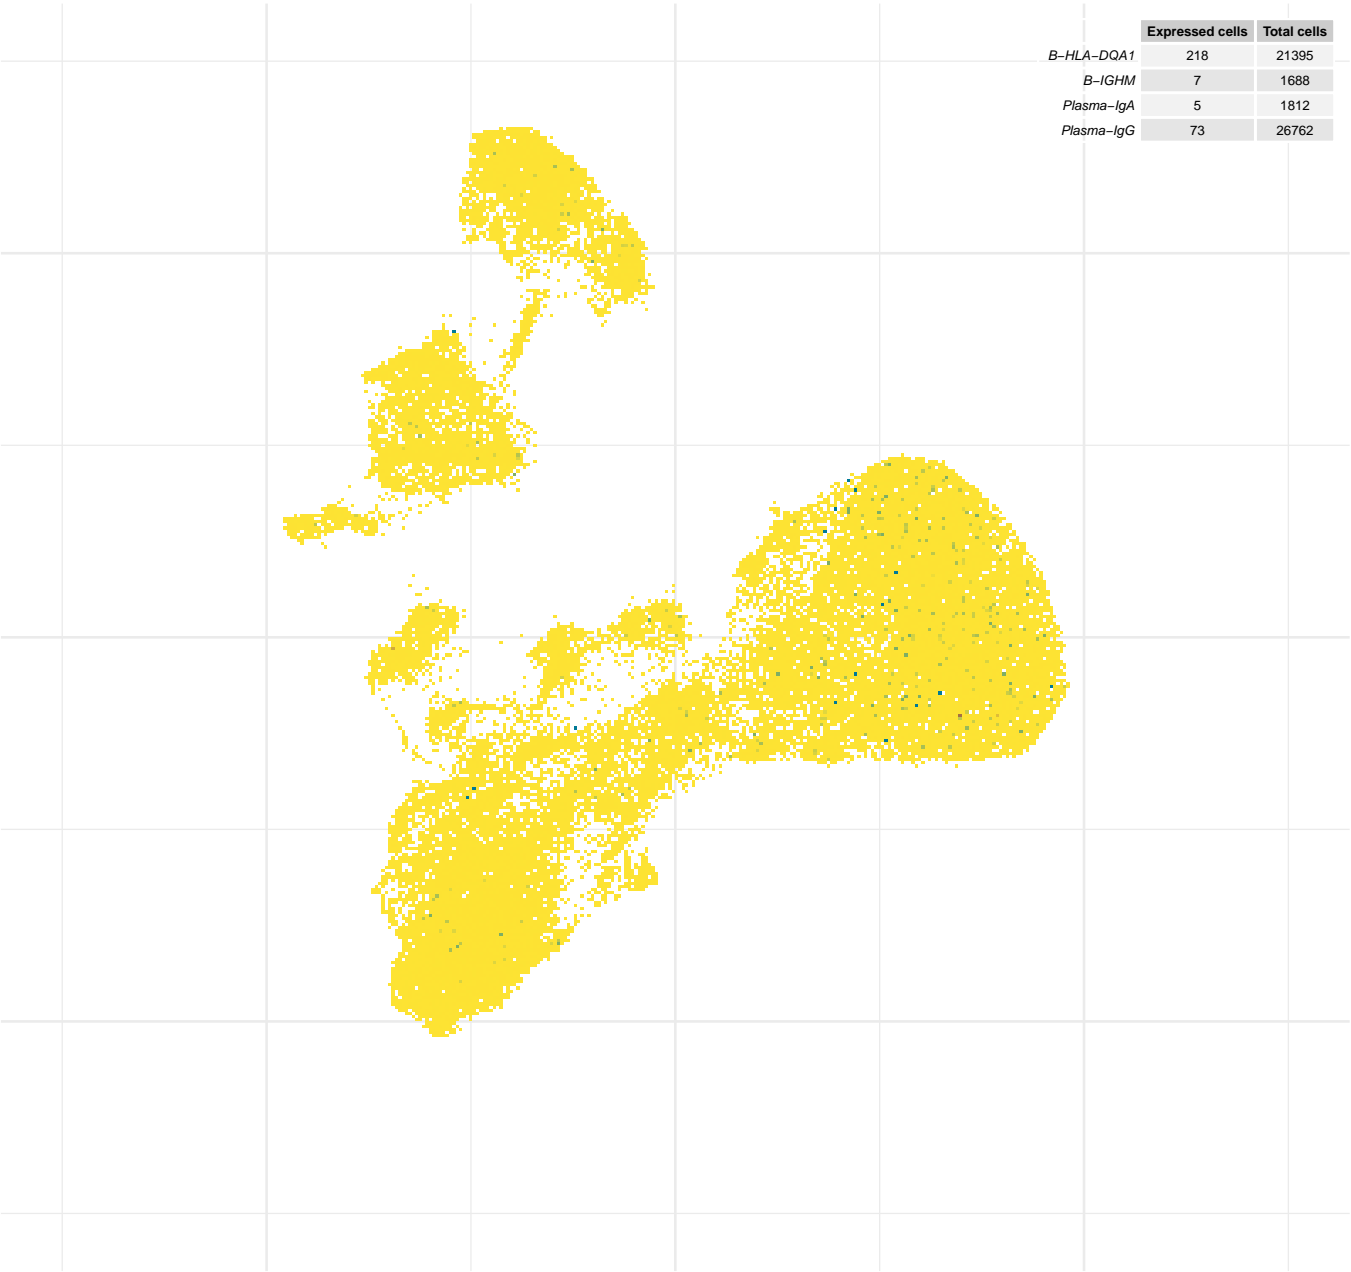 Expressed cells Total cells
B−HLA−DQA1 218 21395
B−IGHM 7 1688
Plasma−IgA 5 1812
Plasma−IgG 73 26762